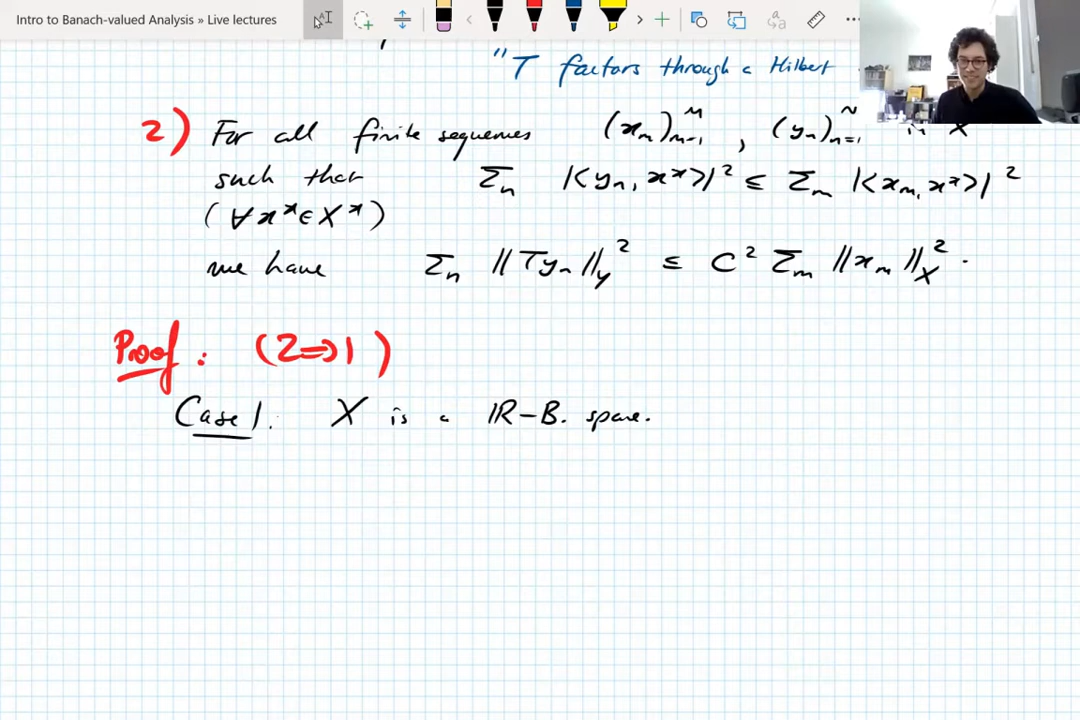 Intro to Banach-valued Analysis » Live lectures
"T factors through a Hilbert
2) For all finite sequences (x_m)_{m=1}^M , (y_n)_{n=1}^N in X
such that Σ_n |<y_n, x*>|² ≤ Σ_m |<x_m, x*>|²
(∀x* ∈ X*)
we have Σ_n ||Ty_n||_Y² ≤ C² Σ_m ||x_m||_X² .
Proof : (2⇒1)
Case 1: X is a ℝ-B. space.